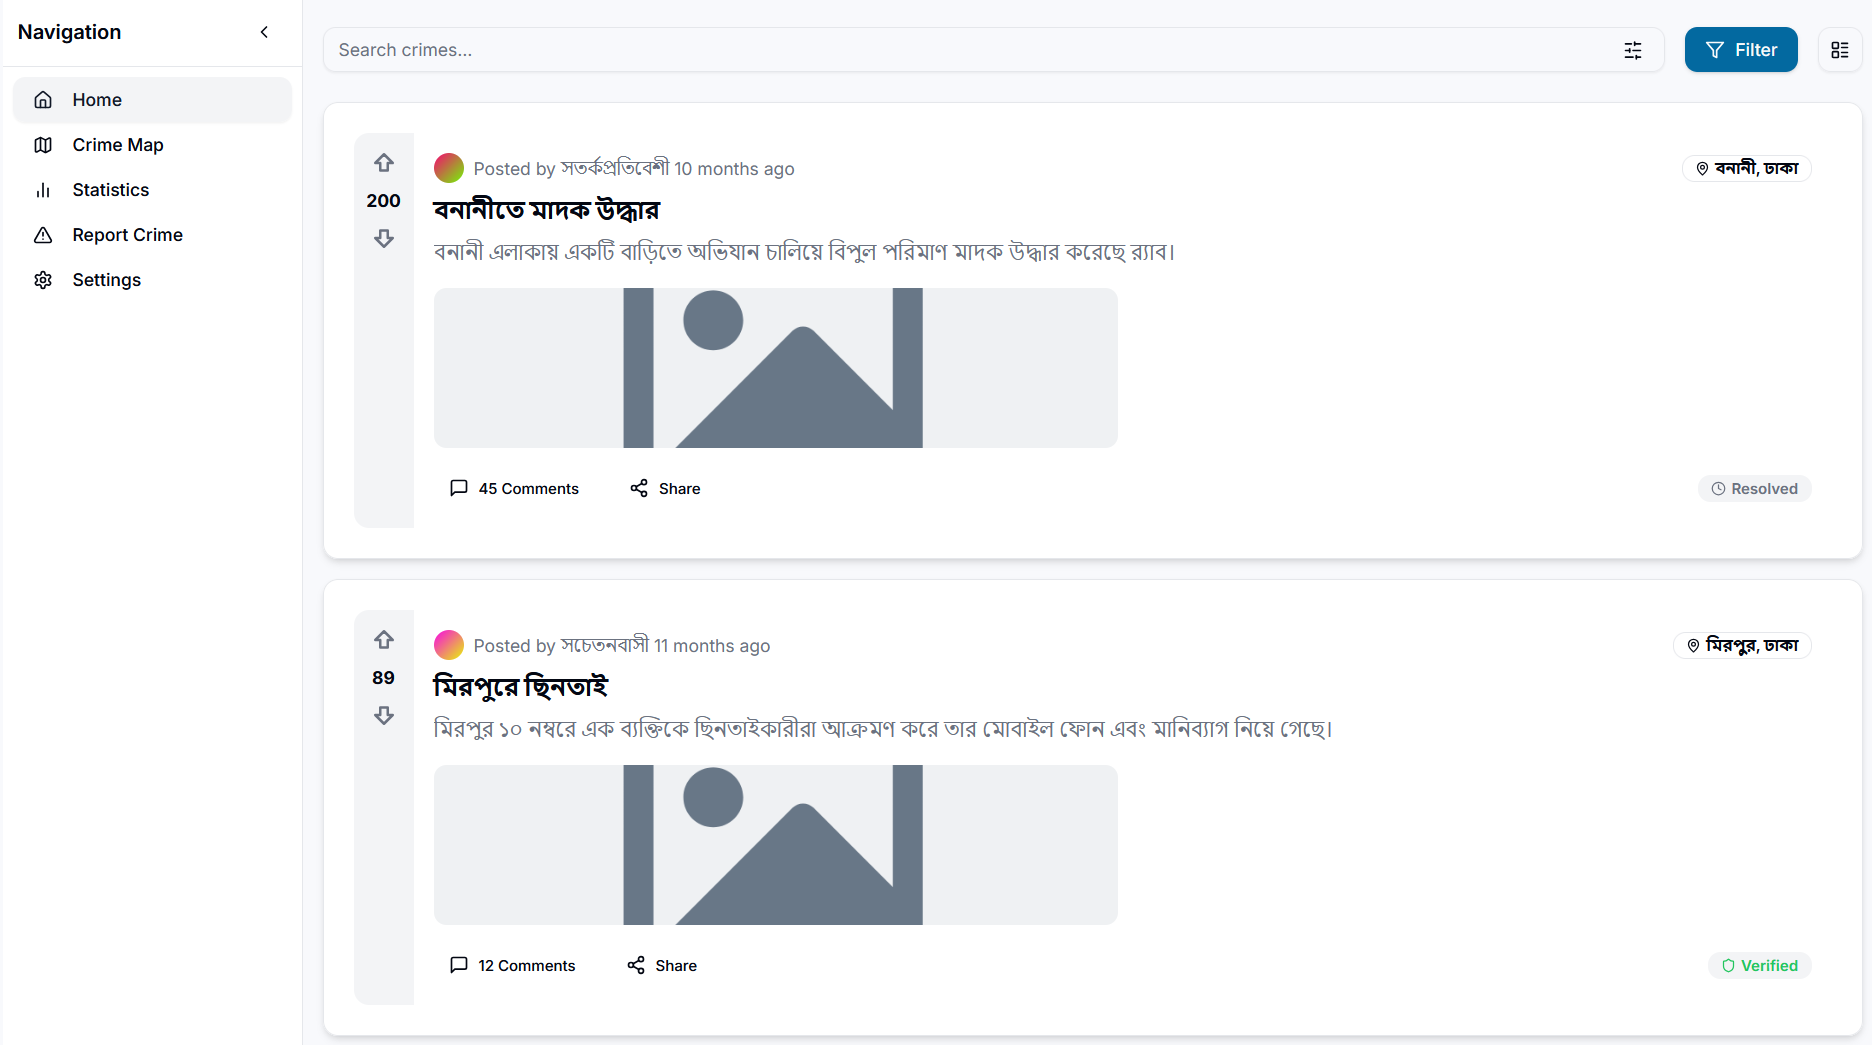 Navigation
Home
Crime Map
Statistics
Report Crime
Settings
Search crimes...
Filter
200
Posted by সতর্কপ্রতিবেশী 10 months ago
বনানী, ঢাকা
বনানীতে মাদক উদ্ধার
বনানী এলাকায় একটি বাড়িতে অভিযান চালিয়ে বিপুল পরিমাণ মাদক উদ্ধার করেছে র‍্যাব।
45 Comments
Share
Resolved
89
Posted by সচেতনবাসী 11 months ago
মিরপুর, ঢাকা
মিরপুরে ছিনতাই
মিরপুর ১০ নম্বরে এক ব্যক্তিকে ছিনতাইকারীরা আক্রমণ করে তার মোবাইল ফোন এবং মানিব্যাগ নিয়ে গেছে।
12 Comments
Share
Verified